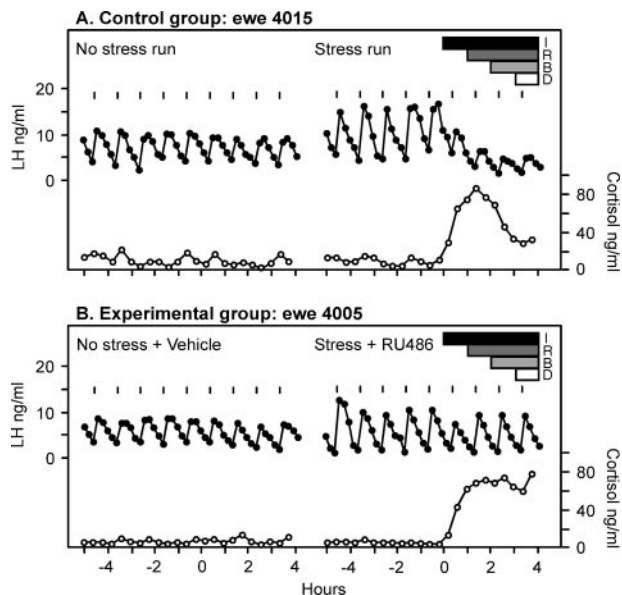 A. Control group: ewe 4015
No stress run
Stress run
I
R
B
D
LH ng/ml
20
10
0
Cortisol ng/ml
80
40
0
B. Experimental group: ewe 4005
No stress + Vehicle
Stress + RU486
I
R
B
D
LH ng/ml
20
10
0
Cortisol ng/ml
80
40
0
-4 -2 0 2 4 -4 -2 0 2 4
Hours